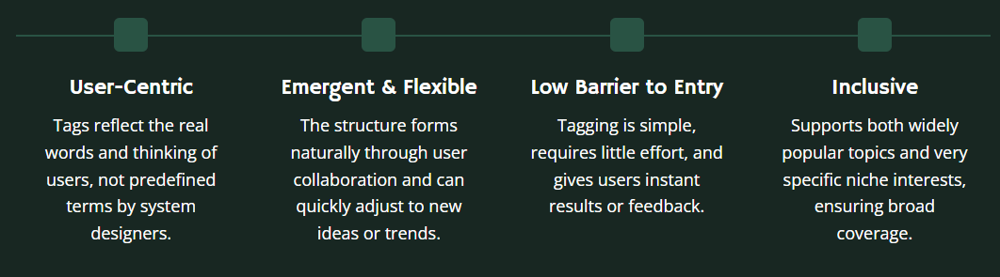 User-Centric
Tags reflect the real
words and thinking of
users, not predefined
terms by system
designers.
Emergent & Flexible
The structure forms
naturally through user
collaboration and can
quickly adjust to new
ideas or trends.
Low Barrier to Entry
Tagging is simple,
requires little effort, and
gives users instant
results or feedback.
Inclusive
Supports both widely
popular topics and very
specific niche interests,
ensuring broad
coverage.